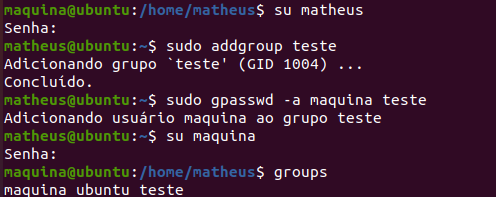 maquina@ubuntu:/home/matheus$ su matheus
Senha:
matheus@ubuntu:~$ sudo addgroup teste
Adicionando grupo `teste' (GID 1004) ...
Concluído.
matheus@ubuntu:~$ sudo gpasswd -a maquina teste
Adicionando usuário maquina ao grupo teste
matheus@ubuntu:~$ su maquina
Senha:
maquina@ubuntu:/home/matheus$ groups
maquina ubuntu teste